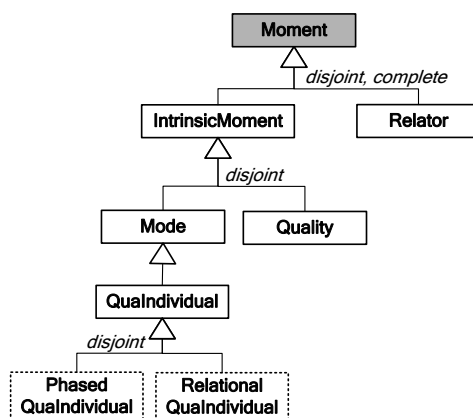 Moment
disjoint, complete
IntrinsicMoment
Relator
disjoint
Mode
Quality
QuaIndividual
disjoint
Phased
QuaIndividual
Relational
QuaIndividual